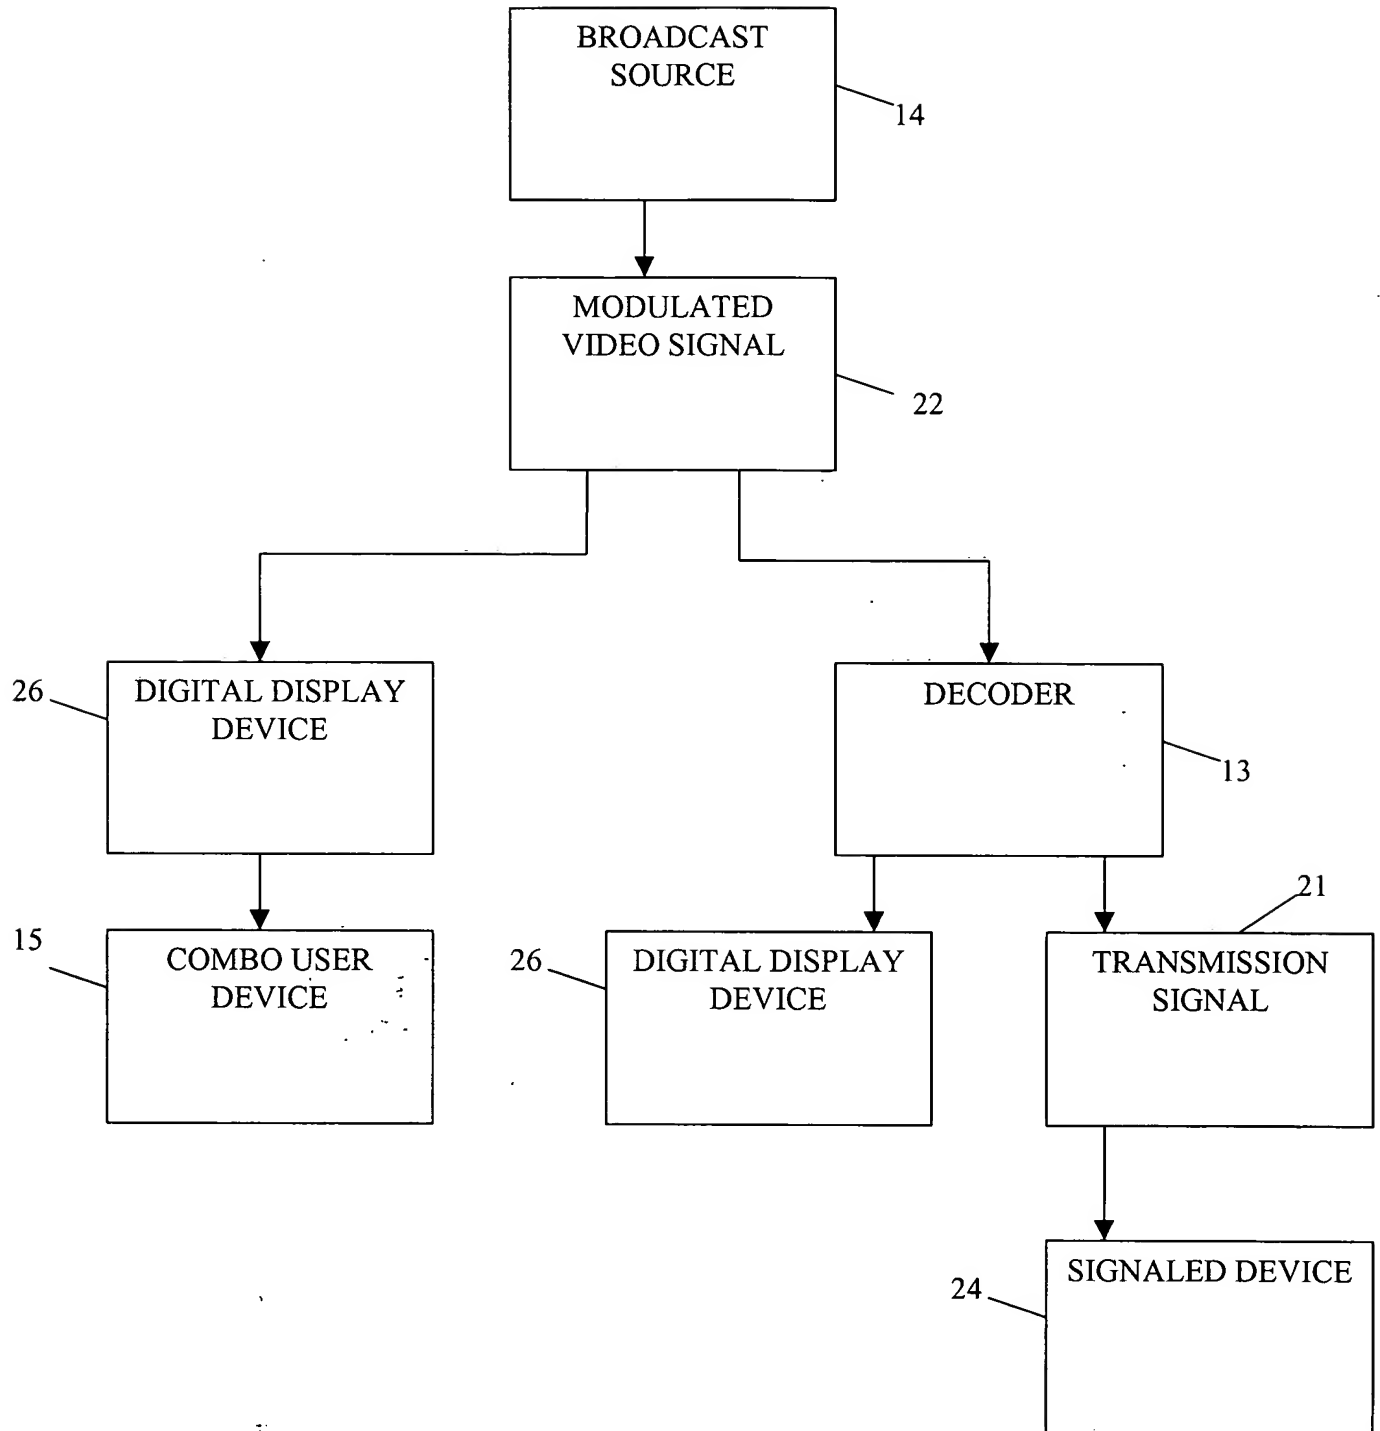 BROADCAST
SOURCE
14
MODULATED
VIDEO SIGNAL
22
26
DIGITAL DISPLAY
DEVICE
DECODER
13
15
COMBO USER
DEVICE
26
DIGITAL DISPLAY
DEVICE
21
TRANSMISSION
SIGNAL
24
SIGNALED DEVICE